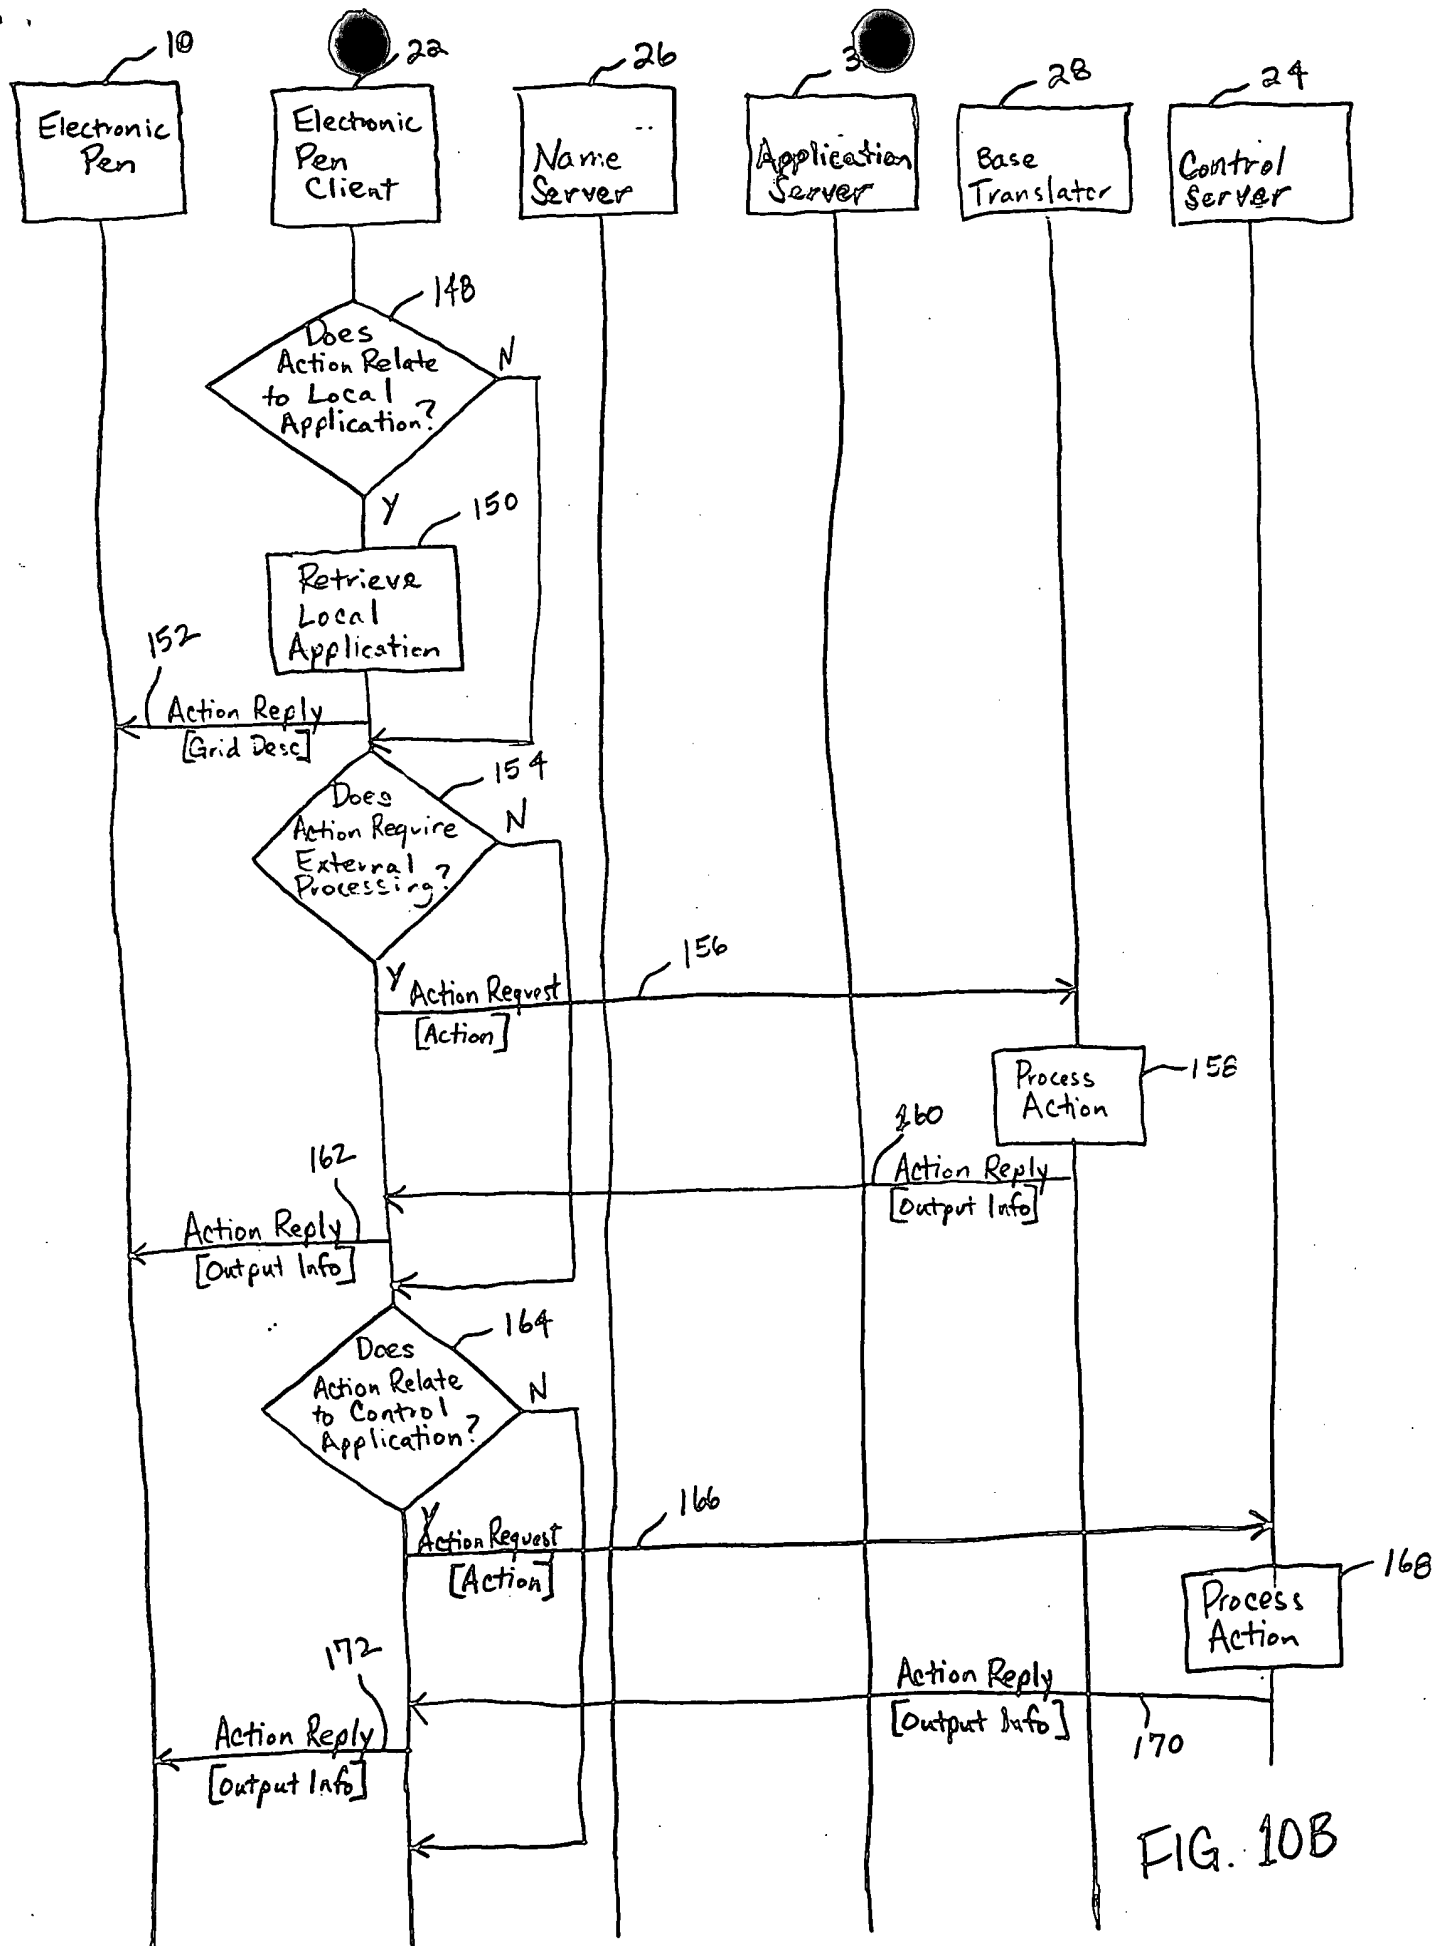 10
22
26
3
28
24
Electronic
Pen
Electronic
Pen
Client
Name
Server
Application
Server
Base
Translator
Control
Server
148
Does
Action Relate
to Local
Application?
N
Y
150
Retrieve
Local
Application
152
Action Reply
[Grid Desc]
154
Does
Action Require
External
Processing?
N
Y
156
Action Request
[Action]
Process
Action
158
160
Action Reply
[Output Info]
162
Action Reply
[Output Info]
164
Does
Action Relate
to Control
Application?
N
Y
166
Action Request
[Action]
168
Process
Action
Action Reply
[Output Info]
170
172
Action Reply
[Output Info]
FIG. 10B